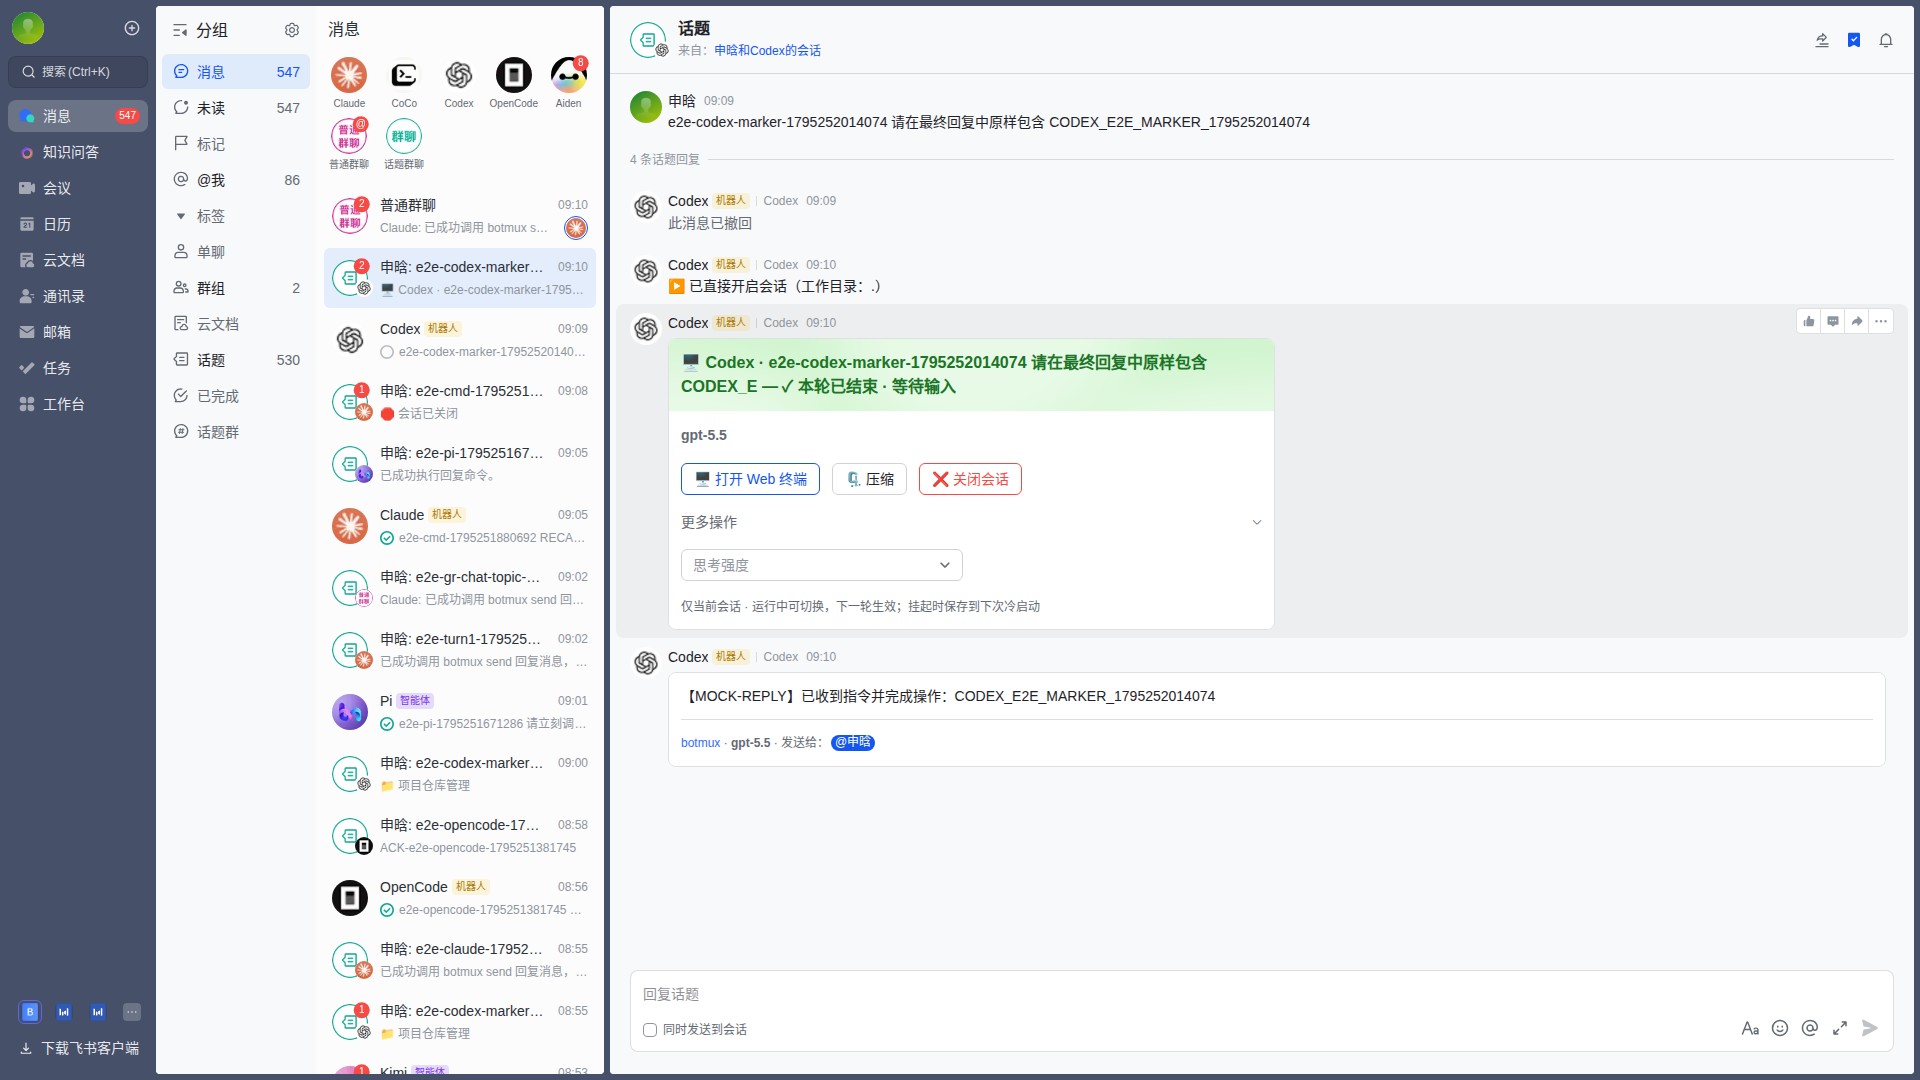 搜索 (Ctrl+K)
消息 547
知识问答
会议
日历
云文档
通讯录
邮箱
任务
工作台
B
下载飞书客户端
分组
消息 547
未读 547
标记
@我 86
标签
单聊
群组 2
云文档
话题 530
已完成
话题群
消息
8
Claude CoCo Codex OpenCode Aiden
@
普通群聊 群聊
普通群聊 话题群聊
2 普通群聊 09:10
Claude: 已成功调用 botmux s…
2 申晗: e2e-codex-marker… 09:10
Codex · e2e-codex-marker-1795…
Codex 机器人 09:09
e2e-codex-marker-17952520140…
1 申晗: e2e-cmd-1795251… 09:08
会话已关闭
申晗: e2e-pi-179525167… 09:05
已成功执行回复命令。
Claude 机器人 09:05
e2e-cmd-1795251880692 RECA…
申晗: e2e-gr-chat-topic-… 09:02
Claude: 已成功调用 botmux send 回…
申晗: e2e-turn1-179525… 09:02
已成功调用 botmux send 回复消息，…
Pi 智能体 09:01
e2e-pi-1795251671286 请立刻调…
申晗: e2e-codex-marker… 09:00
项目仓库管理
申晗: e2e-opencode-17… 08:58
ACK-e2e-opencode-1795251381745
OpenCode 机器人 08:56
e2e-opencode-1795251381745 …
申晗: e2e-claude-17952… 08:55
已成功调用 botmux send 回复消息，…
1 申晗: e2e-codex-marker… 08:55
项目仓库管理
1 Kimi 智能体 08:53
话题
来自：申晗和Codex的会话
申晗 09:09
e2e-codex-marker-1795252014074 请在最终回复中原样包含 CODEX_E2E_MARKER_1795252014074
4 条话题回复
Codex 机器人 | Codex 09:09
此消息已撤回
Codex 机器人 | Codex 09:10
▶️ 已直接开启会话（工作目录：.）
Codex 机器人 | Codex 09:10
🖥️ Codex · e2e-codex-marker-1795252014074 请在最终回复中原样包含
CODEX_E — ✓ 本轮已结束 · 等待输入
gpt-5.5
🖥️ 打开 Web 终端 🗜️ 压缩 ❌ 关闭会话
更多操作
思考强度
仅当前会话 · 运行中可切换，下一轮生效；挂起时保存到下次冷启动
Codex 机器人 | Codex 09:10
【MOCK-REPLY】已收到指令并完成操作：CODEX_E2E_MARKER_1795252014074
botmux · gpt-5.5 · 发送给： @申晗
回复话题
同时发送到会话
Aa